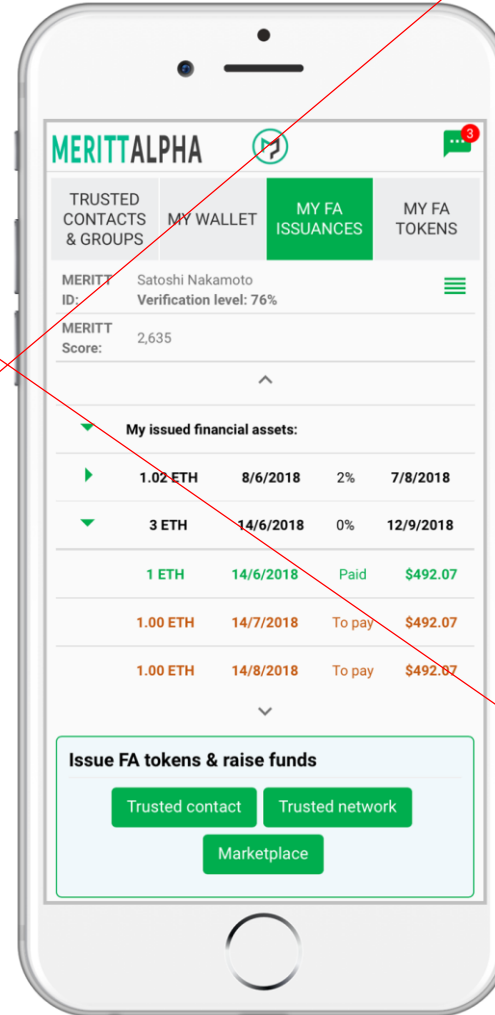 MERITTALPHA
3
TRUSTED
CONTACTS
& GROUPS
MY WALLET
MY FA
ISSUANCES
MY FA
TOKENS
MERITT
ID:
Satoshi Nakamoto
Verification level: 76%
MERITT
Score:
2,635
My issued financial assets:
1.02 ETH 8/6/2018 2% 7/8/2018
3 ETH 14/6/2018 0% 12/9/2018
1 ETH 14/6/2018 Paid $492.07
1.00 ETH 14/7/2018 To pay $492.07
1.00 ETH 14/8/2018 To pay $492.07
Issue FA tokens & raise funds
Trusted contact Trusted network
Marketplace